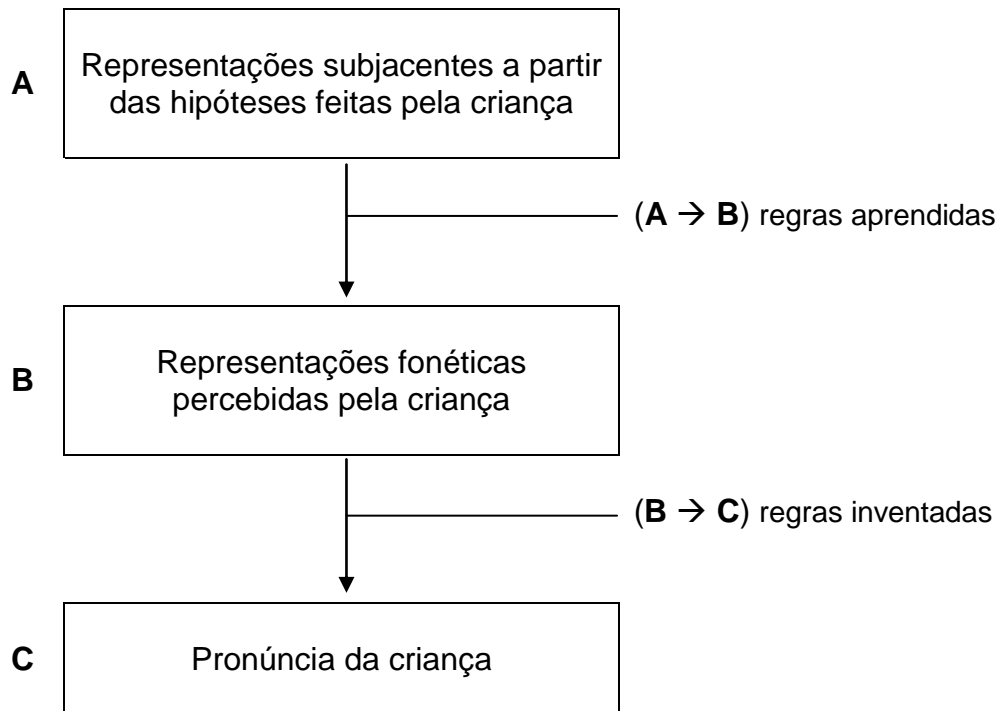 A
Representações subjacentes a partir
das hipóteses feitas pela criança
(A → B) regras aprendidas
B
Representações fonéticas
percebidas pela criança
(B → C) regras inventadas
C
Pronúncia da criança